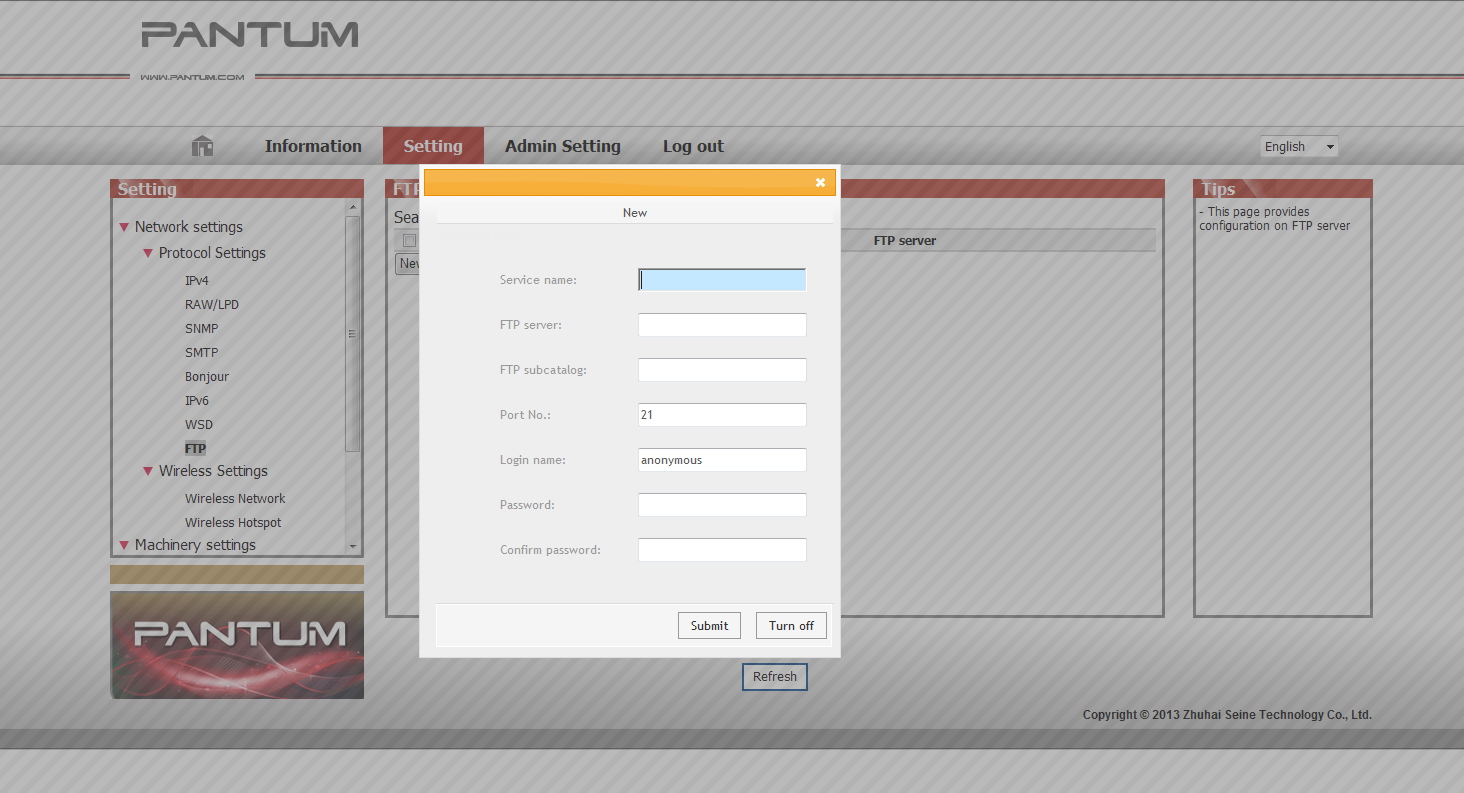 PANTUM
WWW.PANTUM.COM
Information
Setting
Admin Setting
Log out
English
Setting
Network settings
Protocol Settings
IPv4
RAW/LPD
SNMP
SMTP
Bonjour
IPv6
WSD
FTP
Wireless Settings
Wireless Network
Wireless Hotspot
Machinery settings
PANTUM
FTP
FTP server
New
Service name:
FTP server:
FTP subcatalog:
Port No.: 21
Login name: anonymous
Password:
Confirm password:
Submit Turn off
Refresh
Tips
- This page provides
configuration on FTP server
Copyright © 2013 Zhuhai Seine Technology Co., Ltd.